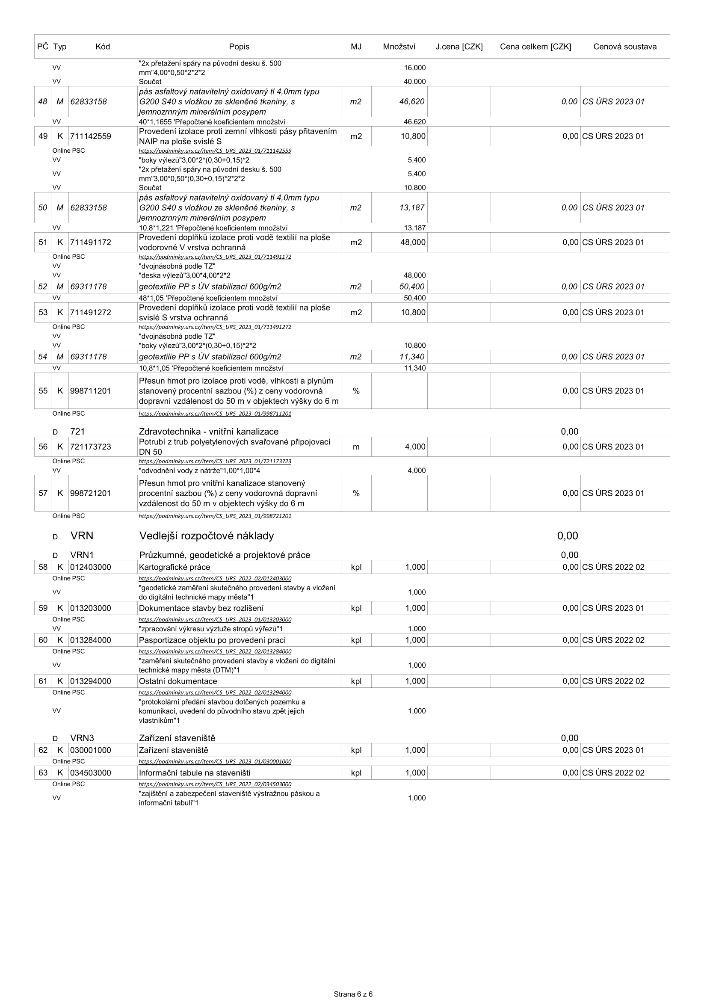 PČ Typ Kód Popis MJ Množství J.cena [CZK] Cena celkem [CZK] Cenová soustava
"2x přetažení spáry na původní desku š. 500
VV 16,000
mm"4,00*0,50*2*2*2
VV Součet 40,000
pás asfaltový natavitelný oxidovaný tl 4,0mm typu
48 M 62833158 G200 S40 s vložkou ze skleněné tkaniny, s m2 46,620 0,00 CS ÚRS 2023 01
jemnozrnným minerálním posypem
VV 40*1,1655 'Přepočtené koeficientem množství 46,620
Provedení izolace proti zemní vlhkosti pásy přitavením
49 K 711142559 m2 10,800 0,00 CS ÚRS 2023 01
NAIP na ploše svislé S
Online PSC https://podminky.urs.cz/item/CS_URS_2023_01/711142559
VV "boky výlezů"3,00*2*(0,30+0,15)*2 5,400
"2x přetažení spáry na původní desku š. 500
VV 5,400
mm"3,00*0,50*(0,30+0,15)*2*2*2
VV Součet 10,800
pás asfaltový natavitelný oxidovaný tl 4,0mm typu
50 M 62833158 G200 S40 s vložkou ze skleněné tkaniny, s m2 13,187 0,00 CS ÚRS 2023 01
jemnozrnným minerálním posypem
VV 10,8*1,221 'Přepočtené koeficientem množství 13,187
Provedení doplňků izolace proti vodě textilií na ploše
51 K 711491172 m2 48,000 0,00 CS ÚRS 2023 01
vodorovné V vrstva ochranná
Online PSC https://podminky.urs.cz/item/CS_URS_2023_01/711491172
VV "dvojnásobná podle TZ"
VV "deska výlezů"3,00*4,00*2*2 48,000
52 M 69311178 geotextilie PP s ÚV stabilizací 600g/m2 m2 50,400 0,00 CS ÚRS 2023 01
VV 48*1,05 'Přepočtené koeficientem množství 50,400
Provedení doplňků izolace proti vodě textilií na ploše
53 K 711491272 m2 10,800 0,00 CS ÚRS 2023 01
svislé S vrstva ochranná
Online PSC https://podminky.urs.cz/item/CS_URS_2023_01/711491272
VV "dvojnásobná podle TZ"
VV "boky výlezů"3,00*2*(0,30+0,15)*2*2 10,800
54 M 69311178 geotextilie PP s ÚV stabilizací 600g/m2 m2 11,340 0,00 CS ÚRS 2023 01
VV 10,8*1,05 'Přepočtené koeficientem množství 11,340
Přesun hmot pro izolace proti vodě, vlhkosti a plynům
55 K 998711201 stanovený procentní sazbou (%) z ceny vodorovná % 0,00 CS ÚRS 2023 01
dopravní vzdálenost do 50 m v objektech výšky do 6 m
Online PSC https://podminky.urs.cz/item/CS_URS_2023_01/998711201
D 721 Zdravotechnika - vnitřní kanalizace 0,00
Potrubí z trub polyetylenových svařované připojovací
56 K 721173723 m 4,000 0,00 CS ÚRS 2023 01
DN 50
Online PSC https://podminky.urs.cz/item/CS_URS_2023_01/721173723
VV "odvodnění vody z nátrže"1,00*1,00*4 4,000
Přesun hmot pro vnitřní kanalizace stanovený
57 K 998721201 procentní sazbou (%) z ceny vodorovná dopravní % 0,00 CS ÚRS 2023 01
vzdálenost do 50 m v objektech výšky do 6 m
Online PSC https://podminky.urs.cz/item/CS_URS_2023_01/998721201
D VRN Vedlejší rozpočtové náklady 0,00
D VRN1 Průzkumné, geodetické a projektové práce 0,00
58 K 012403000 Kartografické práce kpl 1,000 0,00 CS ÚRS 2022 02
Online PSC https://podminky.urs.cz/item/CS_URS_2022_02/012403000
"geodetické zaměření skutečného provedení stavby a vložení
VV 1,000
do digitální technické mapy města"1
59 K 013203000 Dokumentace stavby bez rozlišení kpl 1,000 0,00 CS ÚRS 2023 01
Online PSC https://podminky.urs.cz/item/CS_URS_2023_01/013203000
VV "zpracování výkresu výztuže stropů výřezů"1 1,000
60 K 013284000 Pasportizace objektu po provedení prací kpl 1,000 0,00 CS ÚRS 2022 02
Online PSC https://podminky.urs.cz/item/CS_URS_2022_02/013284000
"zaměření skutečného provedení stavby a vložení do digitální
VV 1,000
technické mapy města (DTM)"1
61 K 013294000 Ostatní dokumentace kpl 1,000 0,00 CS ÚRS 2022 02
Online PSC https://podminky.urs.cz/item/CS_URS_2022_02/013294000
"protokolární předání stavbou dotčených pozemků a
VV komunikací, uvedení do původního stavu zpět jejich 1,000
vlastníkům"1
D VRN3 Zařízení staveniště 0,00
62 K 030001000 Zařízení staveniště kpl 1,000 0,00 CS ÚRS 2023 01
Online PSC https://podminky.urs.cz/item/CS_URS_2023_01/030001000
63 K 034503000 Informační tabule na staveništi kpl 1,000 0,00 CS ÚRS 2022 02
Online PSC https://podminky.urs.cz/item/CS_URS_2022_02/034503000
"zajištění a zabezpečení staveniště výstražnou páskou a
VV 1,000
informační tabulí"1
Strana 6 z 6